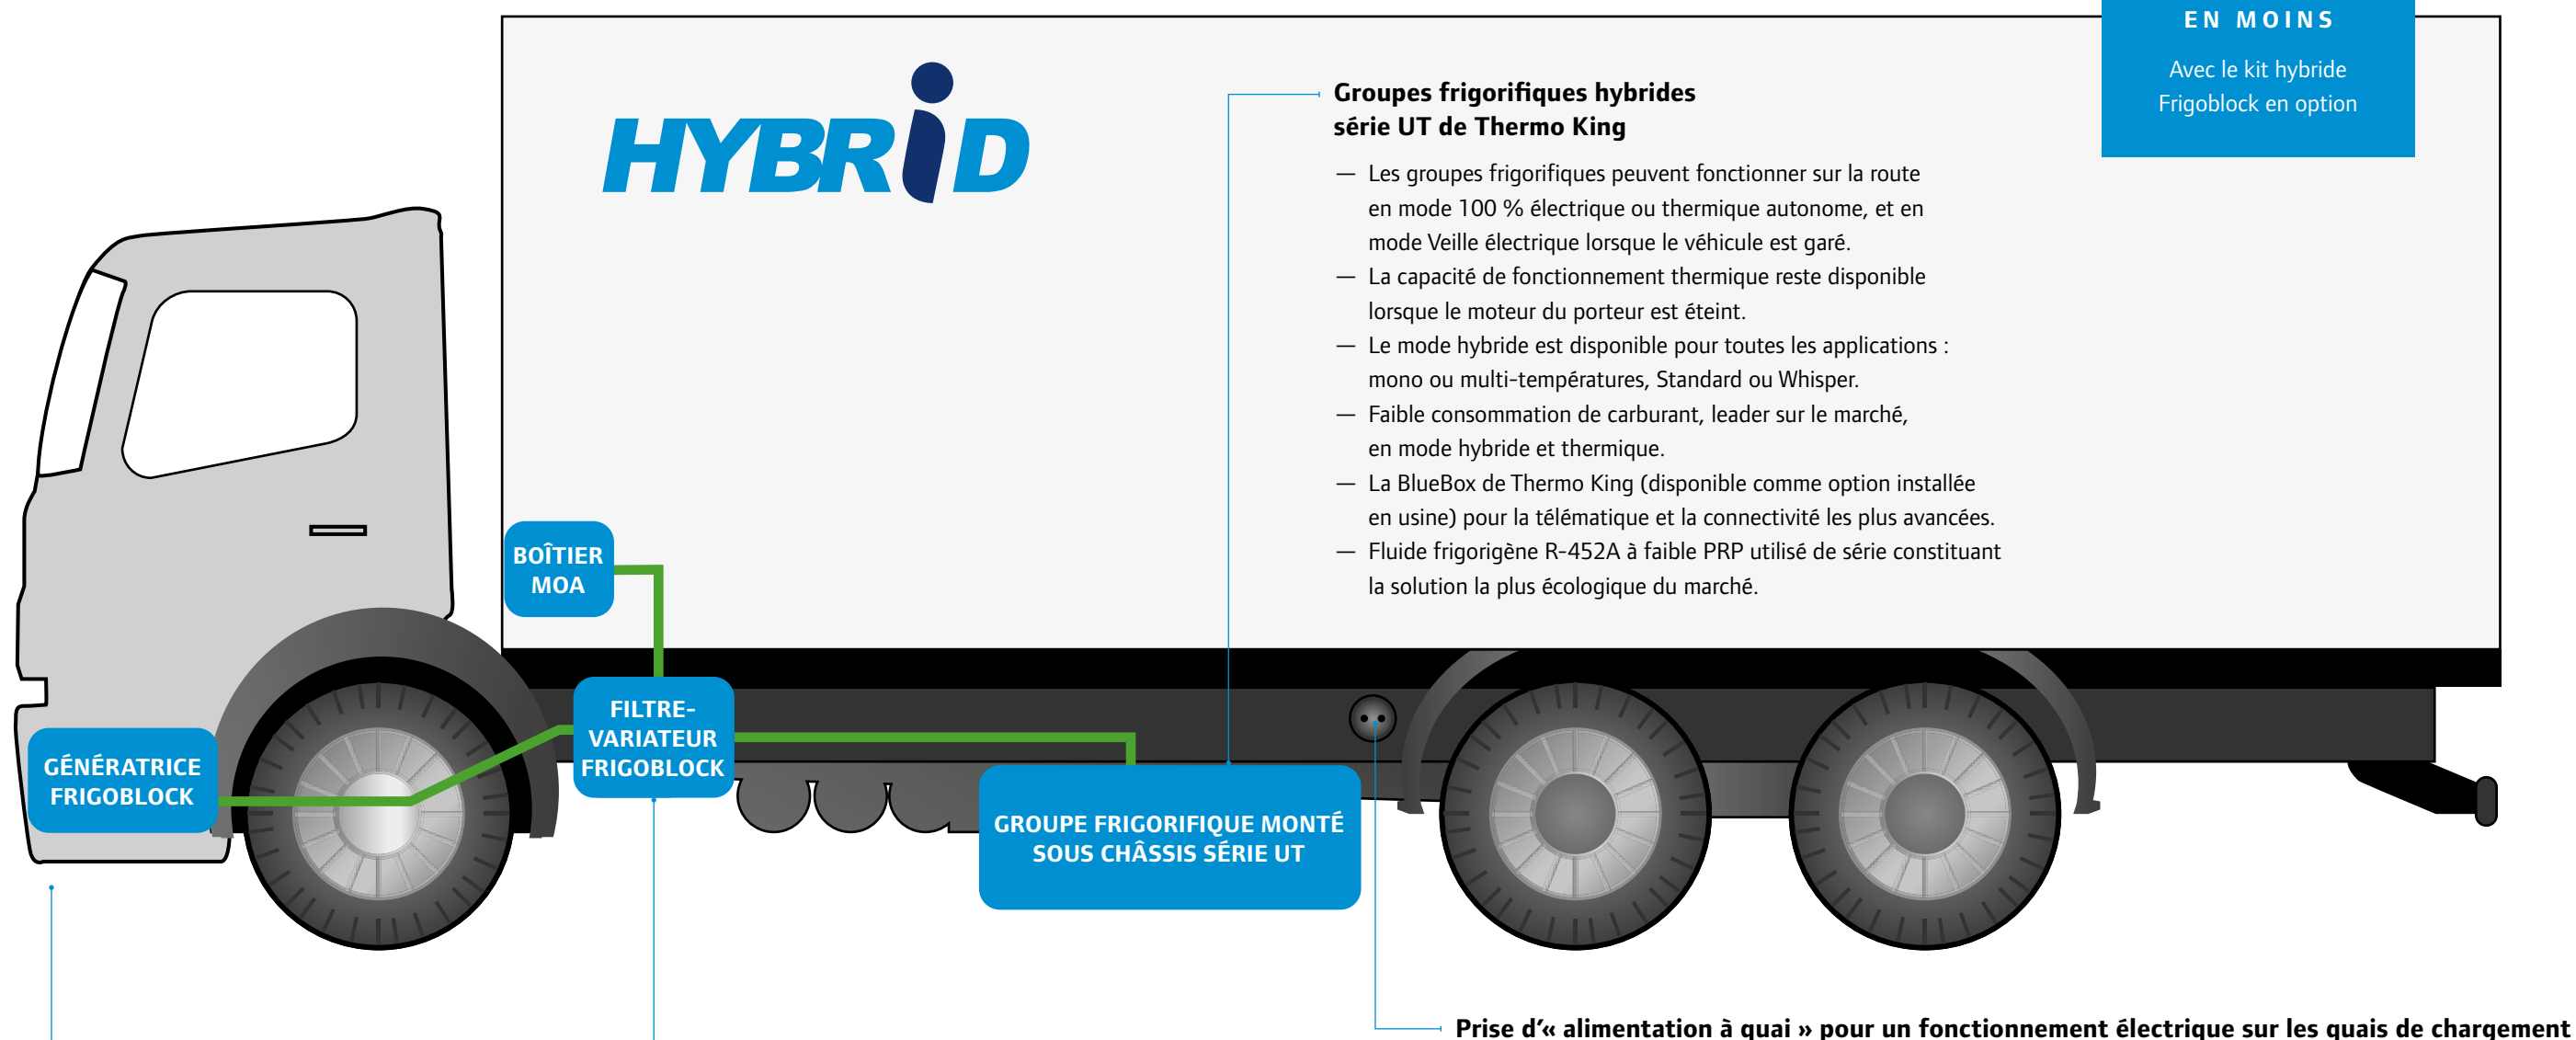 EN MOINS
Avec le kit hybride
Frigoblock en option
HYBRiD
Groupes frigorifiques hybrides
série UT de Thermo King
— Les groupes frigorifiques peuvent fonctionner sur la route
en mode 100 % électrique ou thermique autonome, et en
mode Veille électrique lorsque le véhicule est garé.
— La capacité de fonctionnement thermique reste disponible
lorsque le moteur du porteur est éteint.
— Le mode hybride est disponible pour toutes les applications :
mono ou multi-températures, Standard ou Whisper.
— Faible consommation de carburant, leader sur le marché,
en mode hybride et thermique.
— La BlueBox de Thermo King (disponible comme option installée
en usine) pour la télématique et la connectivité les plus avancées.
— Fluide frigorigène R-452A à faible PRP utilisé de série constituant
la solution la plus écologique du marché.
BOÎTIER
MOA
FILTRE-
VARIATEUR
FRIGOBLOCK
GÉNÉRATRICE
FRIGOBLOCK
GROUPE FRIGORIFIQUE MONTÉ
SOUS CHÂSSIS SÉRIE UT
Prise d’« alimentation à quai » pour un fonctionnement électrique sur les quais de chargement